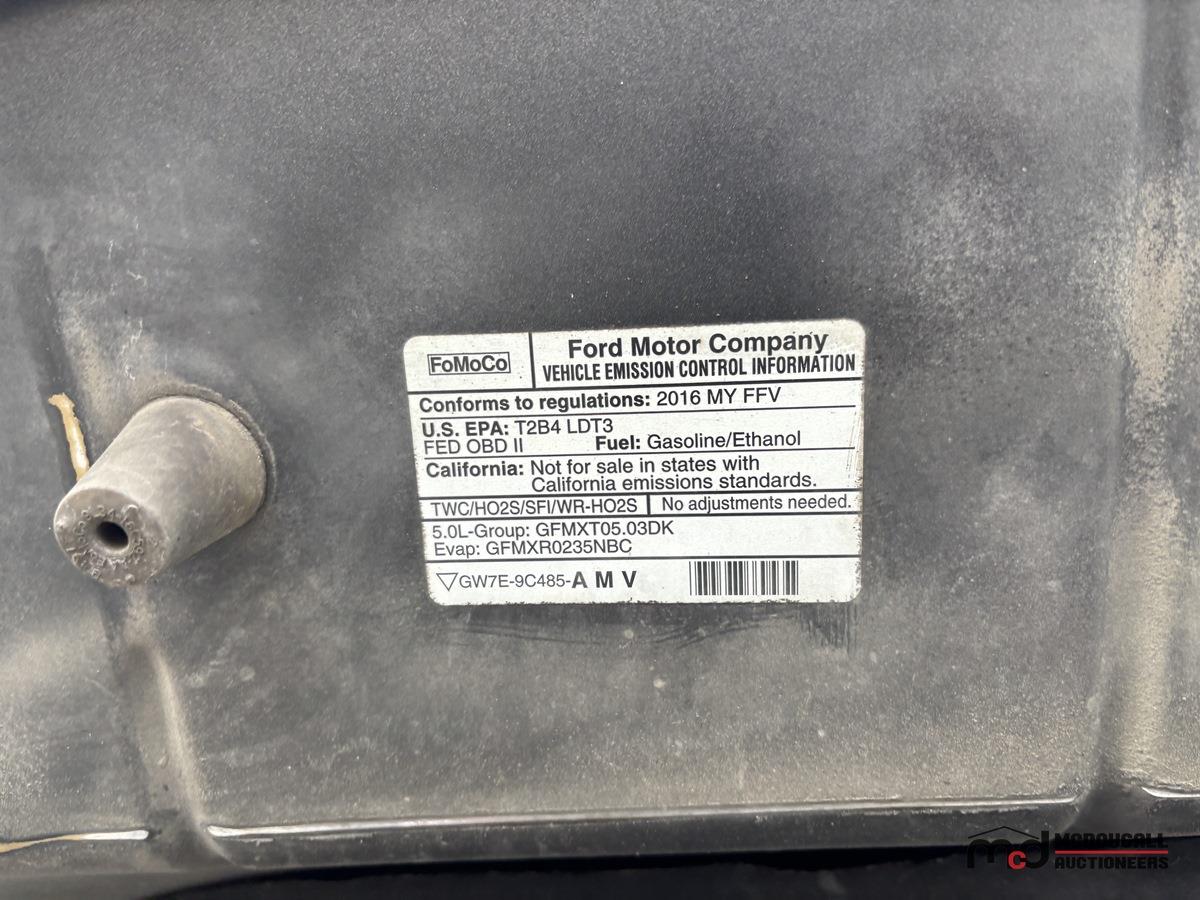 FoMoCo
Ford Motor Company
VEHICLE EMISSION CONTROL INFORMATION
Conforms to regulations: 2016 MY FFV
U.S. EPA: T2B4 LDT3
FED OBD II Fuel: Gasoline/Ethanol
California: Not for sale in states with
California emissions standards.
TWC/HO2S/SFI/WR-HO2S No adjustments needed.
5.0L-Group: GFMXT05.03DK
Evap: GFMXR0235NBC
GW7E-9C485-A M V
mcd MCDOUGALL
AUCTIONEERS